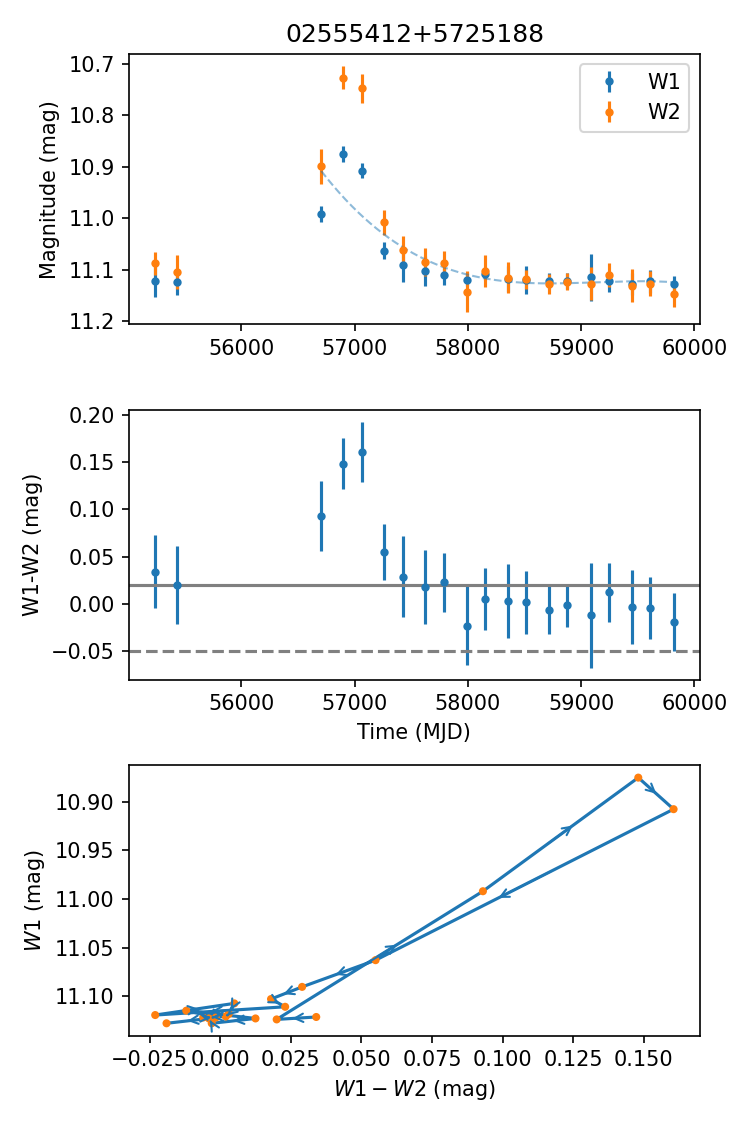 02555412+5725188
10.7
10.8
10.9
11.0
11.1
11.2
Magnitude (mag)
W1
W2
56000 57000 58000 59000 60000
0.20
0.15
0.10
0.05
0.00
−0.05
W1-W2 (mag)
56000 57000 58000 59000 60000
Time (MJD)
10.90
10.95
11.00
11.05
11.10
W1 (mag)
−0.025 0.000 0.025 0.050 0.075 0.100 0.125 0.150
W1 − W2 (mag)